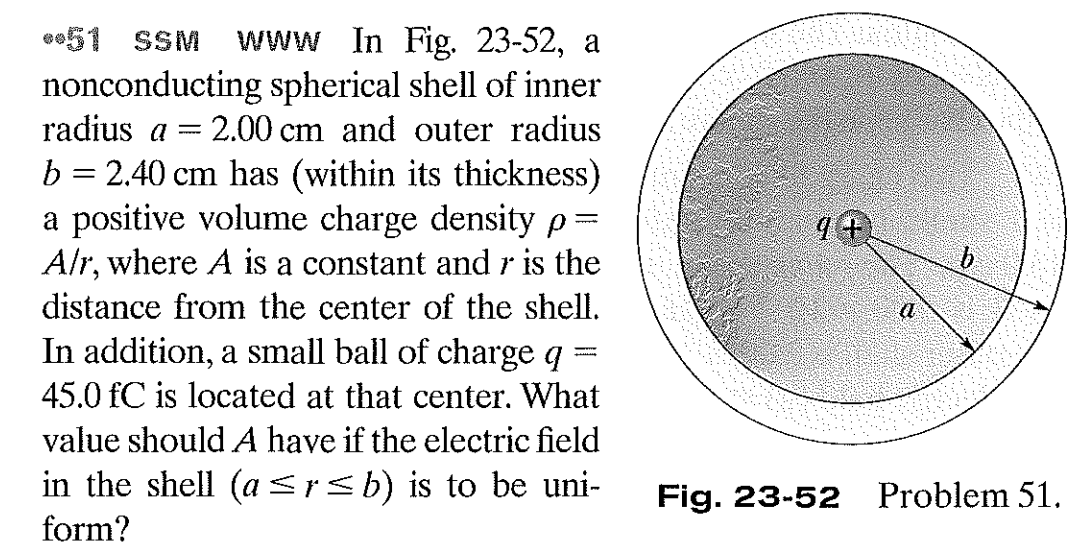 ••51 SSM WWW In Fig. 23-52, a
nonconducting spherical shell of inner
radius a = 2.00 cm and outer radius
b = 2.40 cm has (within its thickness)
a positive volume charge density ρ =
A/r, where A is a constant and r is the
distance from the center of the shell.
In addition, a small ball of charge q =
45.0 fC is located at that center. What
value should A have if the electric field
in the shell (a ≤ r ≤ b) is to be uni-
form?
q +
b
a
Fig. 23-52 Problem 51.